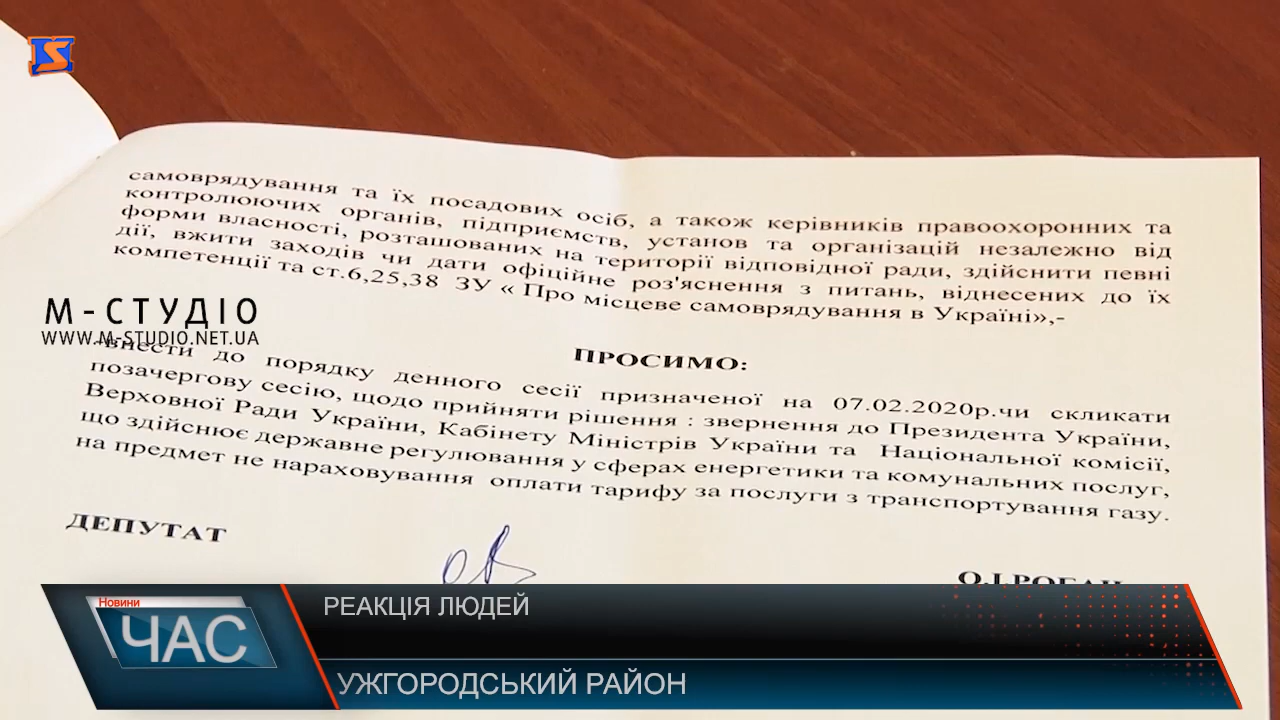 самоврядування та їх посадових осіб, а також керівників правоохоронних та
контролюючих органів, підприємств, установ та організацій незалежно від
форми власності, розташованих на території відповідної ради, здійснити певні
дії, вжити заходів чи дати офіційне роз'яснення з питань, віднесених до їх
компетенції та ст.6,25,38 ЗУ « Про місцеве самоврядування в Україні»,-
М-СТУДІО
WWW.M-STUDIO.NET.UA
ПРОСИМО:
-внести до порядку денного сесії призначеної на 07.02.2020р.чи скликати
позачергову сесію, щодо прийняти рішення : звернення до Президента України,
Верховної Ради України, Кабінету Міністрів України та Національної комісії,
що здійснює державне регулювання у сферах енергетики та комунальних послуг,
на предмет не нараховування оплати тарифу за послуги з транспортування газу.
ДЕПУТАТ
Новини
ЧАС
РЕАКЦІЯ ЛЮДЕЙ
УЖГОРОДСЬКИЙ РАЙОН